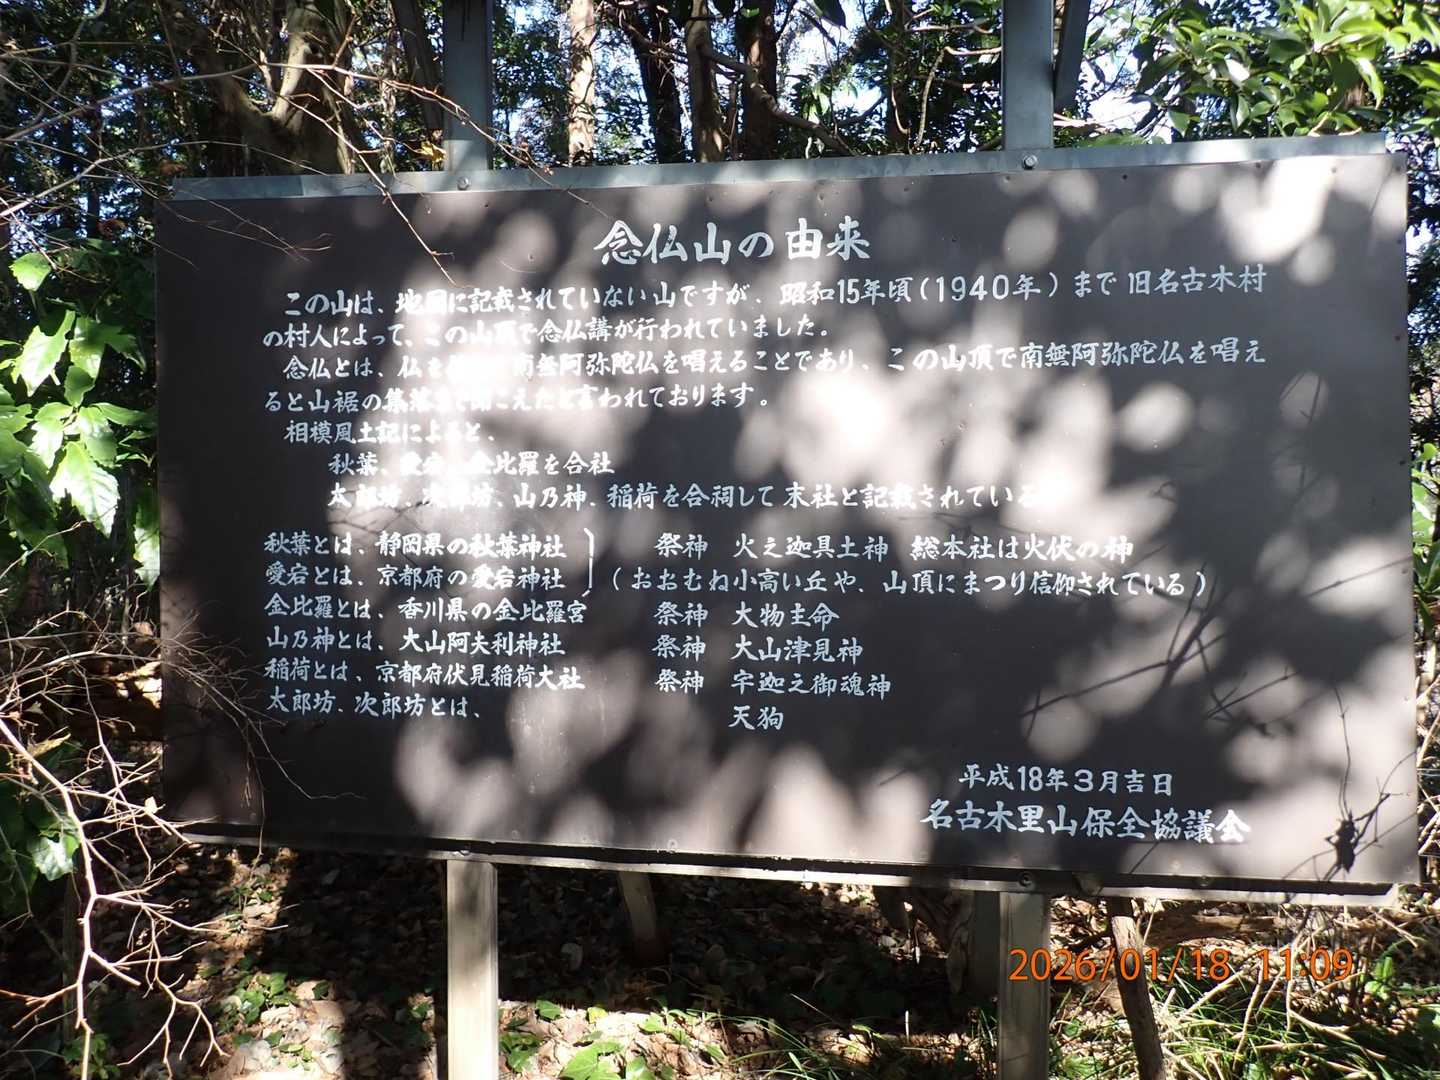 念仏山の由来
この山は、地図に記載されていない山ですが、昭和15年頃(1940年)まで旧名古木村
の村人によって、この山頂で念仏講が行われていました。
念仏とは、仏を 南無阿弥陀仏を唱えることであり、この山頂で南無阿弥陀仏を唱え
ると山裾の集落まで聞こえたと言われております。
相模風土記によると、
秋葉、愛宕、金比羅を合社
太郎坊、次郎坊、山乃神、稲荷を合祠して末社と記載されている
秋葉とは、静岡県の秋葉神社 祭神 火之迦具土神 総本社は火伏の神
愛宕とは、京都府の愛宕神社 (おおむね小高い丘や、山頂にまつり信仰されている)
金比羅とは、香川県の金比羅宮 祭神 大物主命
山乃神とは、大山阿夫利神社 祭神 大山津見神
稲荷とは、京都府伏見稲荷大社 祭神 宇迦之御魂神
太郎坊、次郎坊とは、 天狗
平成18年3月吉日
名古木里山保全協議会
2026/01/18 11:09